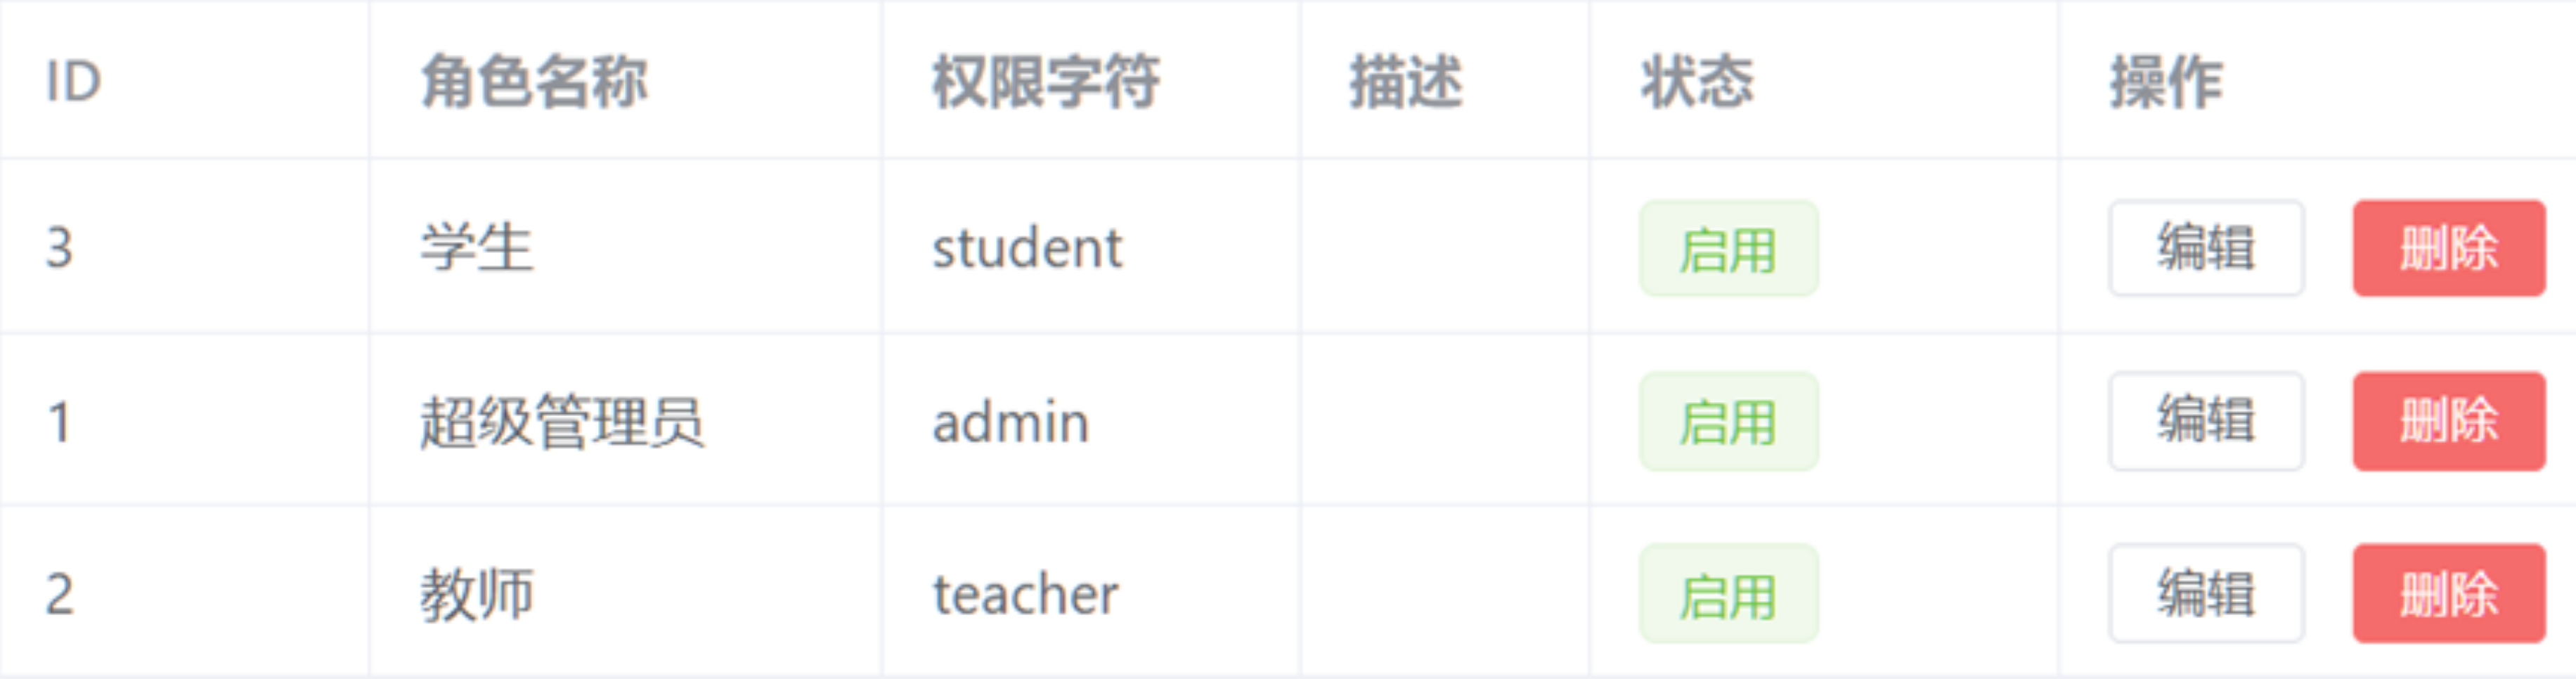 ID 角色名称 权限字符 描述 状态 操作
3 学生 student 启用 编辑 删除
1 超级管理员 admin 启用 编辑 删除
2 教师 teacher 启用 编辑 删除